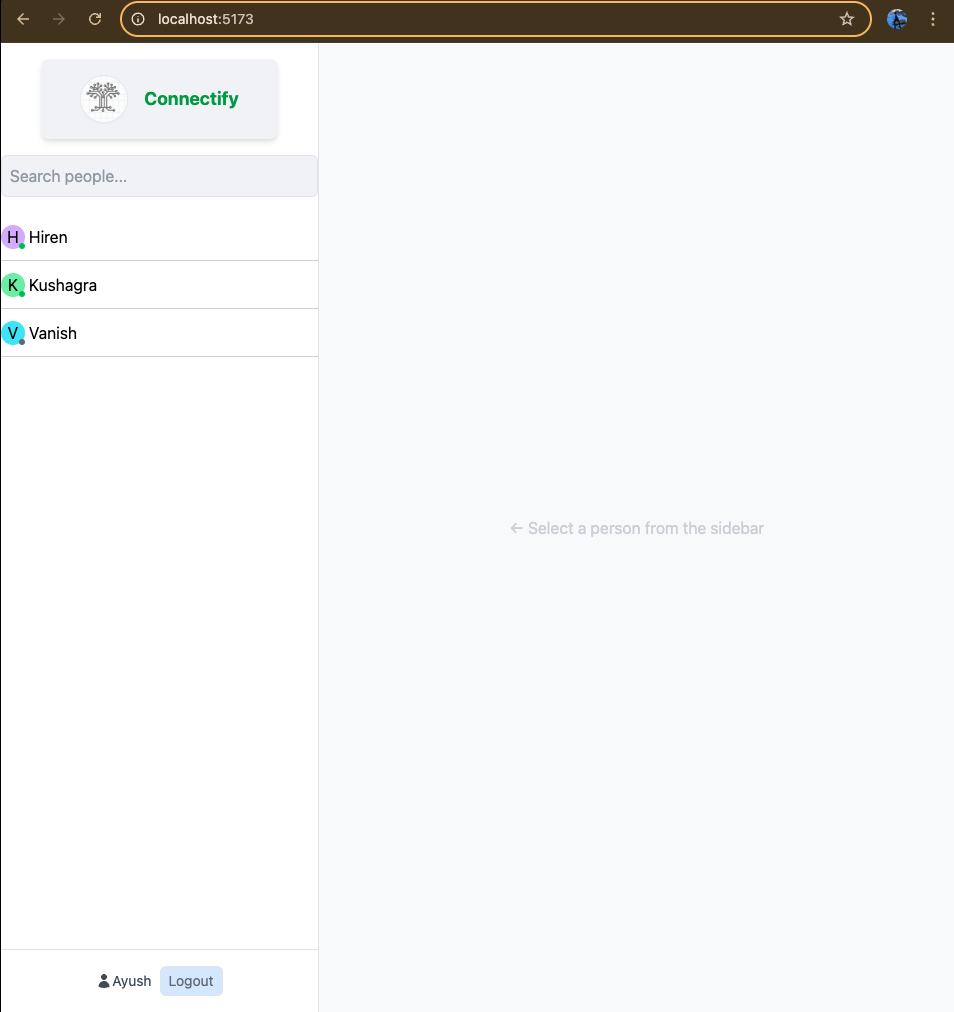 localhost:5173
Connectify
Search people...
H Hiren
K Kushagra
V Vanish
← Select a person from the sidebar
Ayush Logout